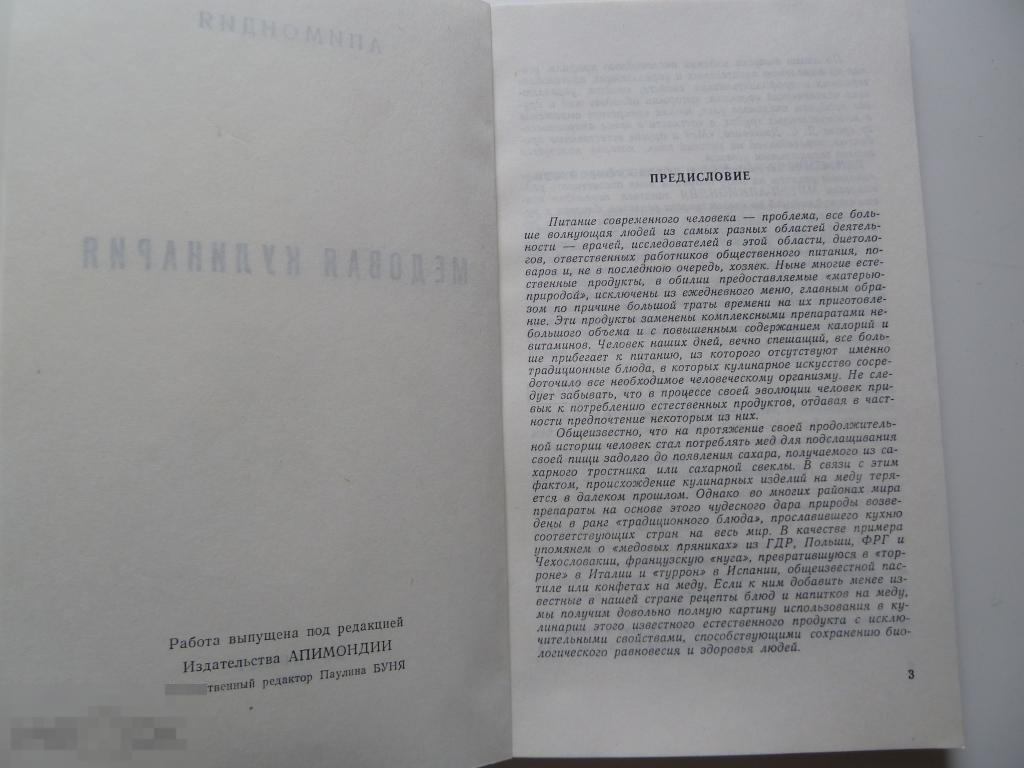 АПИМОНДИЯ
МЕДОВАЯ КУЛИНАРИЯ
Работа выпущена под редакцией
Издательства АПИМОНДИИ
ственный редактор Паулина БУНЯ
ПРЕДИСЛОВИЕ
Питание современного человека — проблема, все боль-
ше волнующая людей из самых разных областей деятель-
ности — врачей, исследователей в этой области, диетоло-
гов, ответственных работников общественного питания, по-
варов и, не в последнюю очередь, хозяек. Ныне многие есте-
ственные продукты, в обилии предоставляемые «матерью-
природой», исключены из ежедневного меню, главным обра-
зом по причине большой траты времени на их приготовле-
ние. Эти продукты заменены комплексными препаратами не-
большого объема и с повышенным содержанием калорий и
витаминов. Человек наших дней, вечно спешащий, все боль-
ше прибегает к питанию, из которого отсутствуют именно
традиционные блюда, в которых кулинарное искусство сосре-
доточило все необходимое человеческому организму. Не сле-
дует забывать, что в процессе своей эволюции человек при-
вык к потреблению естественных продуктов, отдавая в част-
ности предпочтение некоторым из них.
Общеизвестно, что на протяжение своей продолжитель-
ной истории человек стал потреблять мед для подслащивания
своей пищи задолго до появления сахара, получаемого из са-
харного тростника или сахарной свеклы. В связи с этим
фактом, происхождение кулинарных изделий на меду теря-
ется в далеком прошлом. Однако во многих районах мира
препараты на основе этого чудесного дара природы возве-
дены в ранг «традиционного блюда», прославившего кухню
соответствующих стран на весь мир. В качестве примера
упомянем о «медовых пряниках» из ГДР, Польши, ФРГ и
Чехословакии, французскую «нуга», превратившуюся в «тор-
роне» в Италии и «туррон» в Испании, общеизвестной пас-
тиле или конфетах на меду. Если к ним добавить менее из-
вестные в нашей стране рецепты блюд и напитков на меду,
мы получим довольно полную картину использования в ку-
линарии этого известного естественного продукта с исклю-
чительными свойствами, способствующими сохранению био-
логического равновесия и здоровья людей.
3